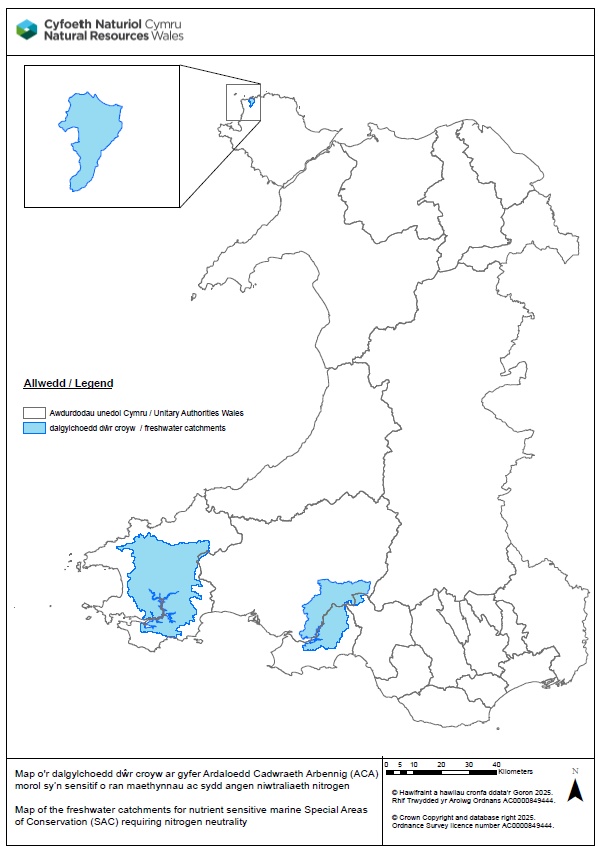 Cyfoeth Naturiol Cymru
Natural Resources Wales
Allwedd / Legend
Awdurdodau unedol Cymru / Unitary Authorities Wales
dalgylchoedd dŵr croyw / freshwater catchments
Map o'r dalgylchoedd dŵr croyw ar gyfer Ardaloedd Cadwraeth Arbennig (ACA)
morol sy'n sensitif o ran maethynnau ac sydd angen niwtraliaeth nitrogen
Map of the freshwater catchments for nutrient sensitive marine Special Areas
of Conservation (SAC) requiring nitrogen neutrality
0 5 10 20 30 40
Kilometers
N
© Hawlfraint a hawliau cronfa ddata'r Goron 2025.
Rhif Trwydded yr Arolwg Ordnans AC0000849444.
© Crown Copyright and database right 2025.
Ordnance Survey licence number AC0000849444.